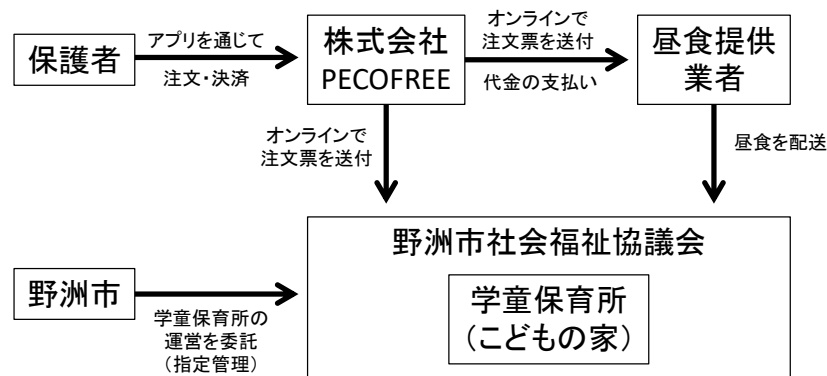 保護者
アプリを通じて
注文・決済
株式会社
PECOFREE
オンラインで
注文票を送付
代金の支払い
昼食提供
業者
オンラインで
注文票を送付
昼食を配送
野洲市
学童保育所の
運営を委託
（指定管理）
野洲市社会福祉協議会
学童保育所
（こどもの家）